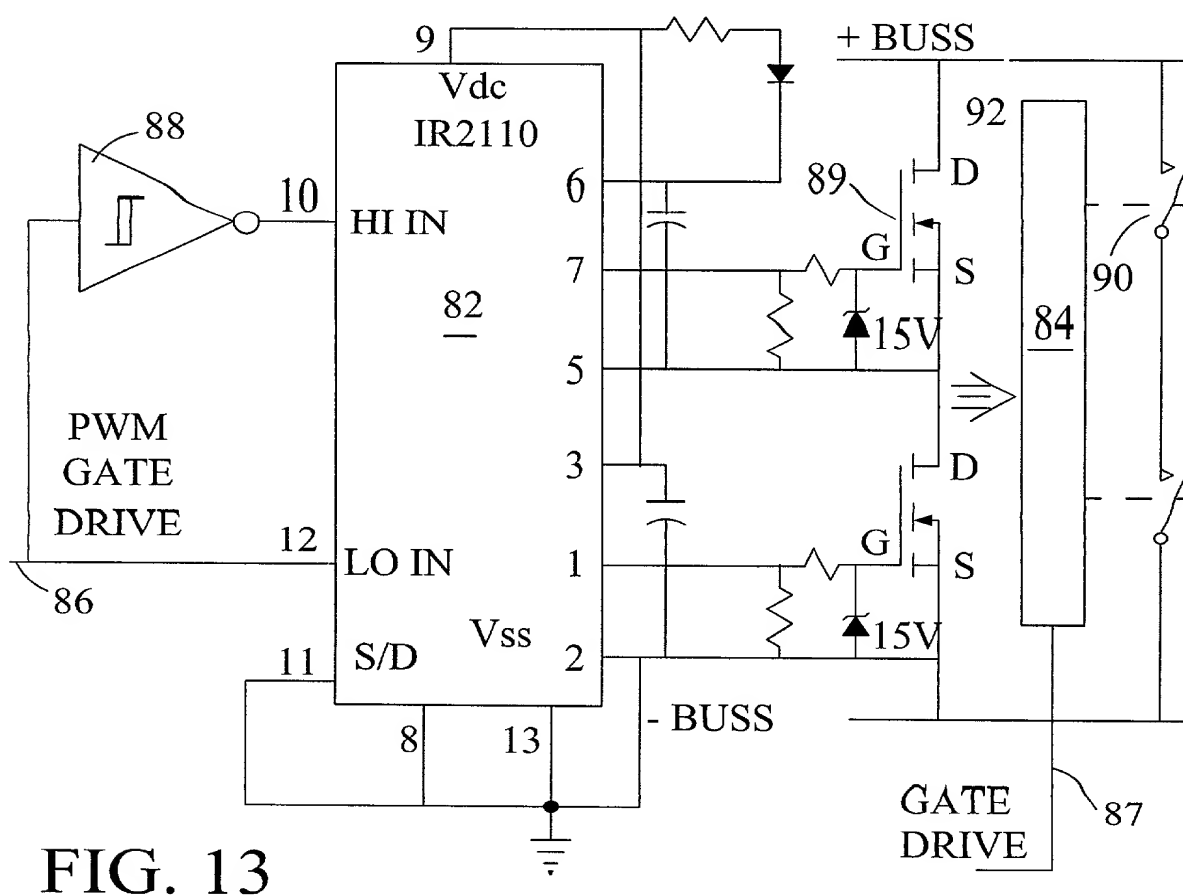 9
+ BUSS
Vdc
IR2110
88
92
6
89
D
10
HI IN
G
S
90
7
82
84
15V
5
PWM
GATE
DRIVE
3
D
12
LO IN
1
G
S
86
Vss
15V
11
S/D
2
8
13
- BUSS
GATE
DRIVE
87
FIG. 13